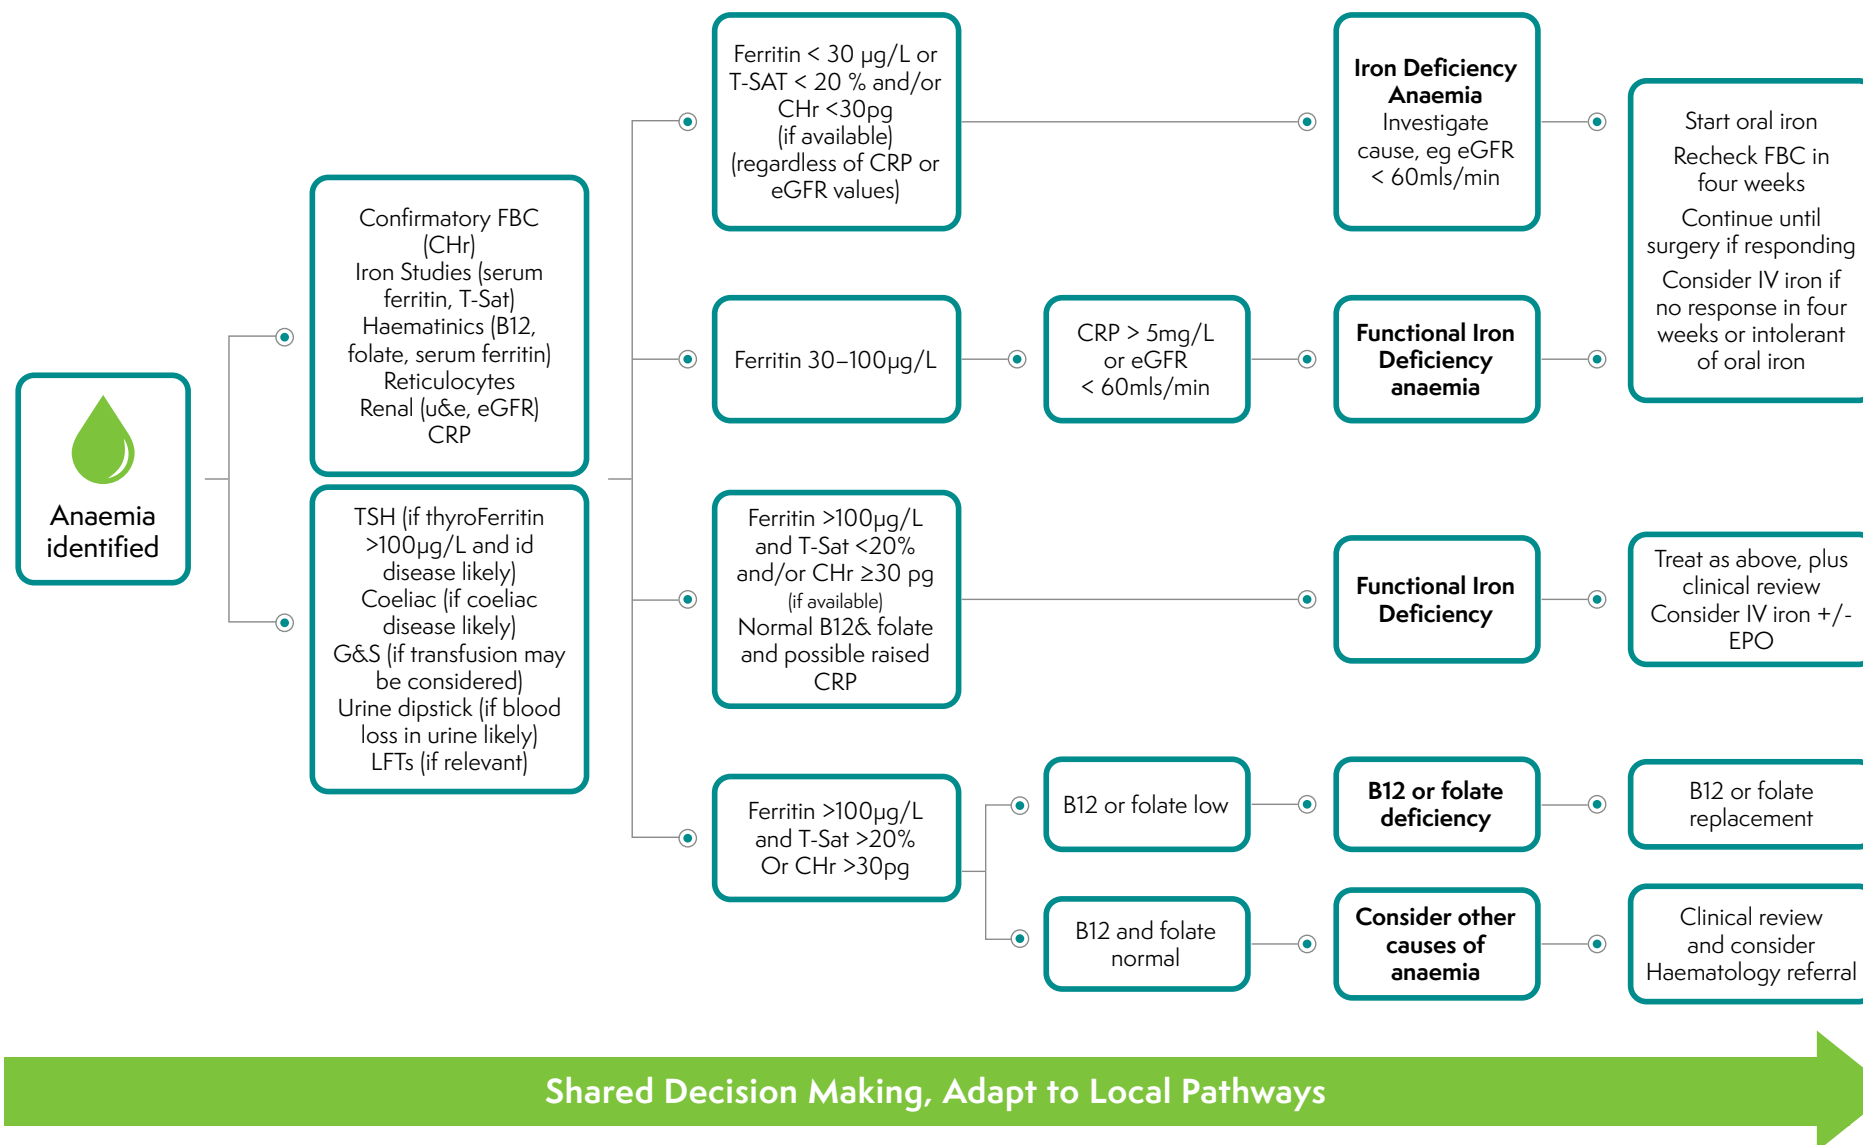 Anaemia
identified
Confirmatory FBC
(CHr)
Iron Studies (serum
ferritin, T-Sat)
Haematinics (B12,
folate, serum ferritin)
Reticulocytes
Renal (u&e, eGFR)
CRP
TSH (if thyroFerritin
>100µg/L and id
disease likely)
Coeliac (if coeliac
disease likely)
G&S (if transfusion may
be considered)
Urine dipstick (if blood
loss in urine likely)
LFTs (if relevant)
Ferritin < 30 µg/L or
T-SAT < 20 % and/or
CHr <30pg
(if available)
(regardless of CRP or
eGFR values)
Iron Deficiency
Anaemia
Investigate
cause, eg eGFR
< 60mls/min
Start oral iron
Recheck FBC in
four weeks
Continue until
surgery if responding
Consider IV iron if
no response in four
weeks or intolerant
of oral iron
Ferritin 30–100µg/L
CRP > 5mg/L
or eGFR
< 60mls/min
Functional Iron
Deficiency
anaemia
Ferritin >100µg/L
and T-Sat <20%
and/or CHr ≥30 pg
(if available)
Normal B12& folate
and possible raised
CRP
Functional Iron
Deficiency
Treat as above, plus
clinical review
Consider IV iron +/-
EPO
Ferritin >100µg/L
and T-Sat >20%
Or CHr >30pg
B12 or folate low
B12 or folate
deficiency
B12 or folate
replacement
B12 and folate
normal
Consider other
causes of
anaemia
Clinical review
and consider
Haematology referral
Shared Decision Making, Adapt to Local Pathways